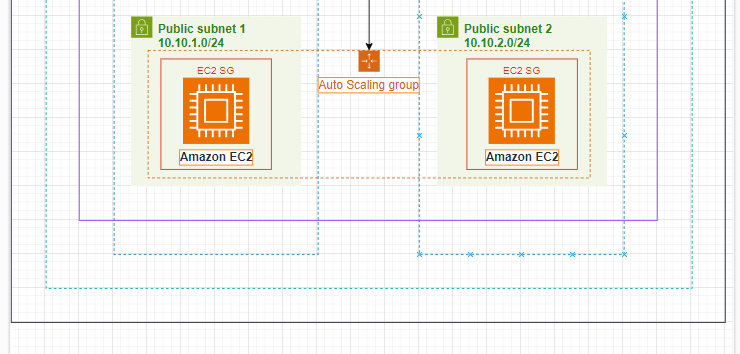 Public subnet 1
10.10.1.0/24
Public subnet 2
10.10.2.0/24
EC2 SG
Auto Scaling group
EC2 SG
Amazon EC2
Amazon EC2